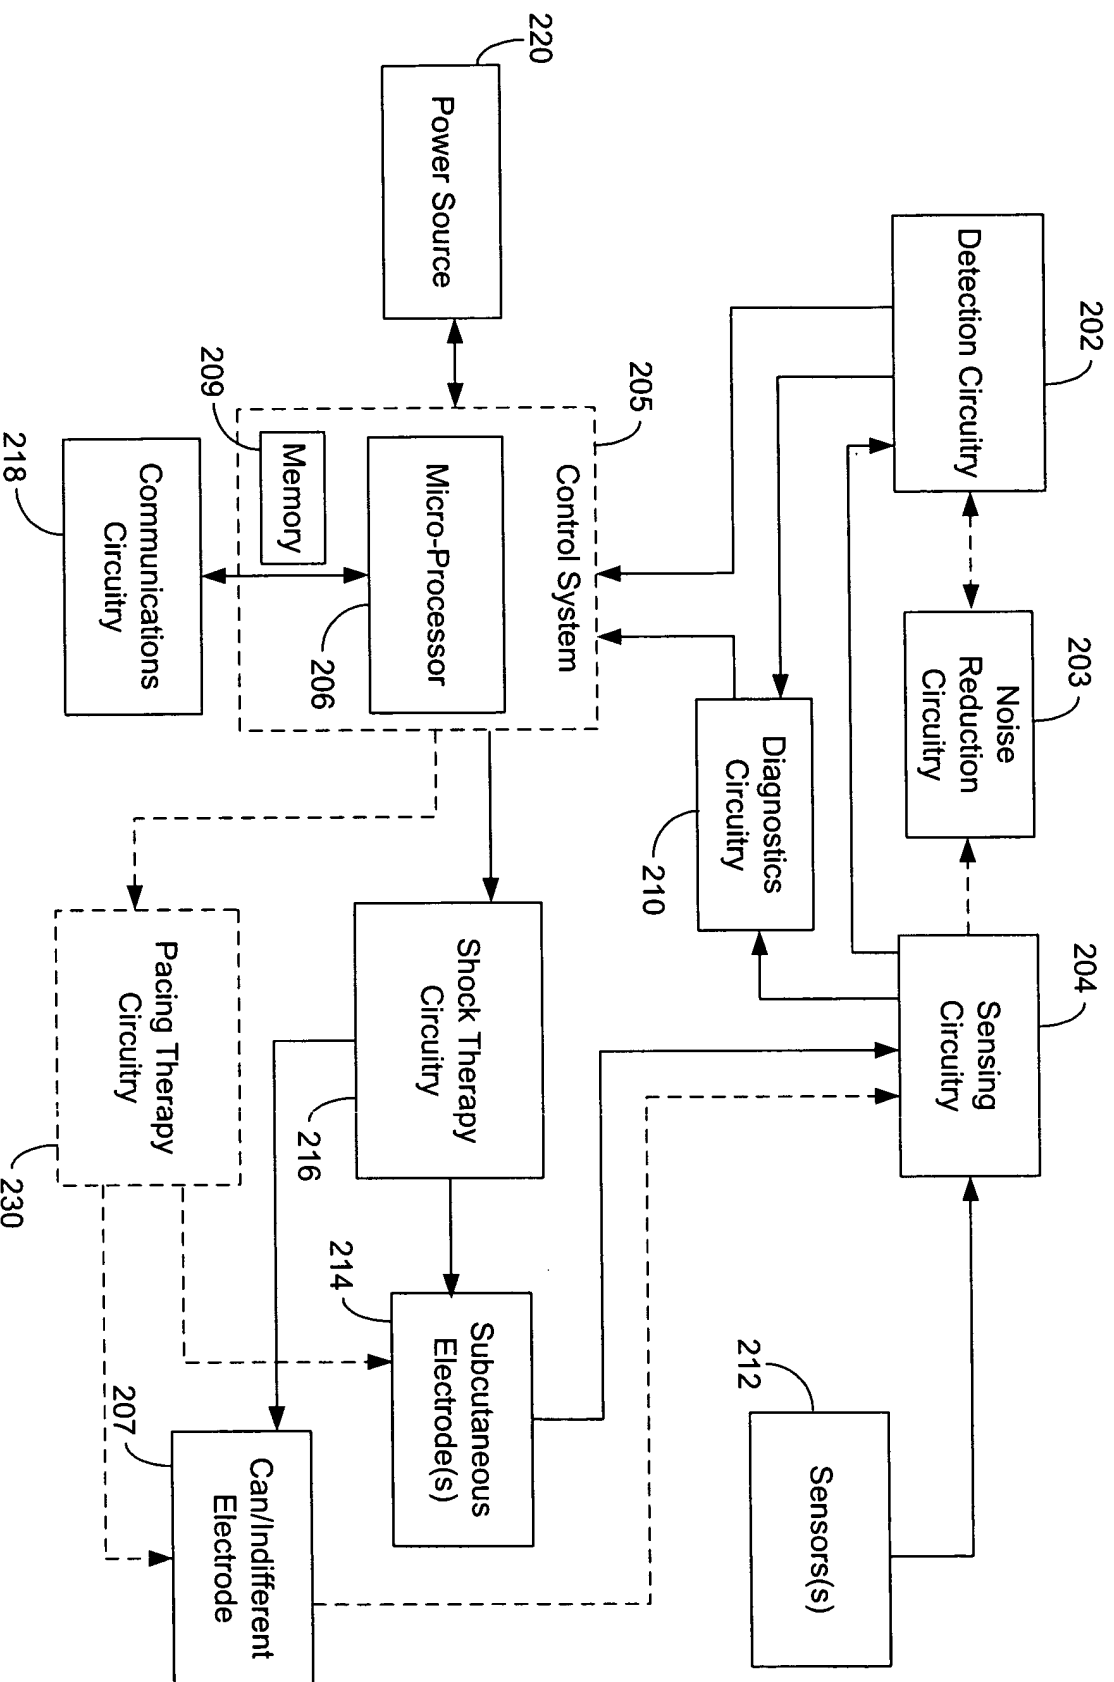 202
Detection Circuitry
203
Noise
Reduction
Circuitry
204
Sensing
Circuitry
212
Sensors(s)
Diagnostics
Circuitry
210
205
Control System
Micro-Processor
206
Memory
209
220
Power Source
Communications
Circuitry
218
Shock Therapy
Circuitry
216
214
Subcutaneous
Electrode(s)
207
Can/Indifferent
Electrode
Pacing Therapy
Circuitry
230